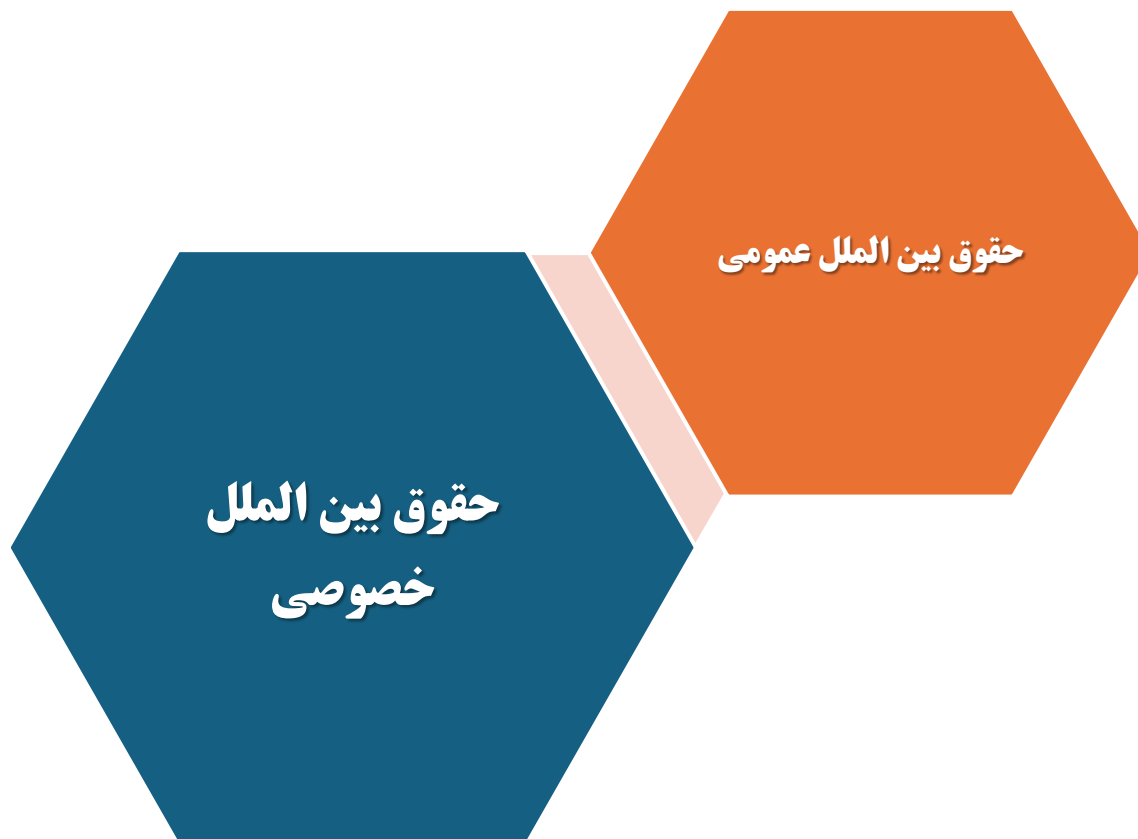 حقوق بین الملل عمومی
حقوق بین الملل
خصوصی